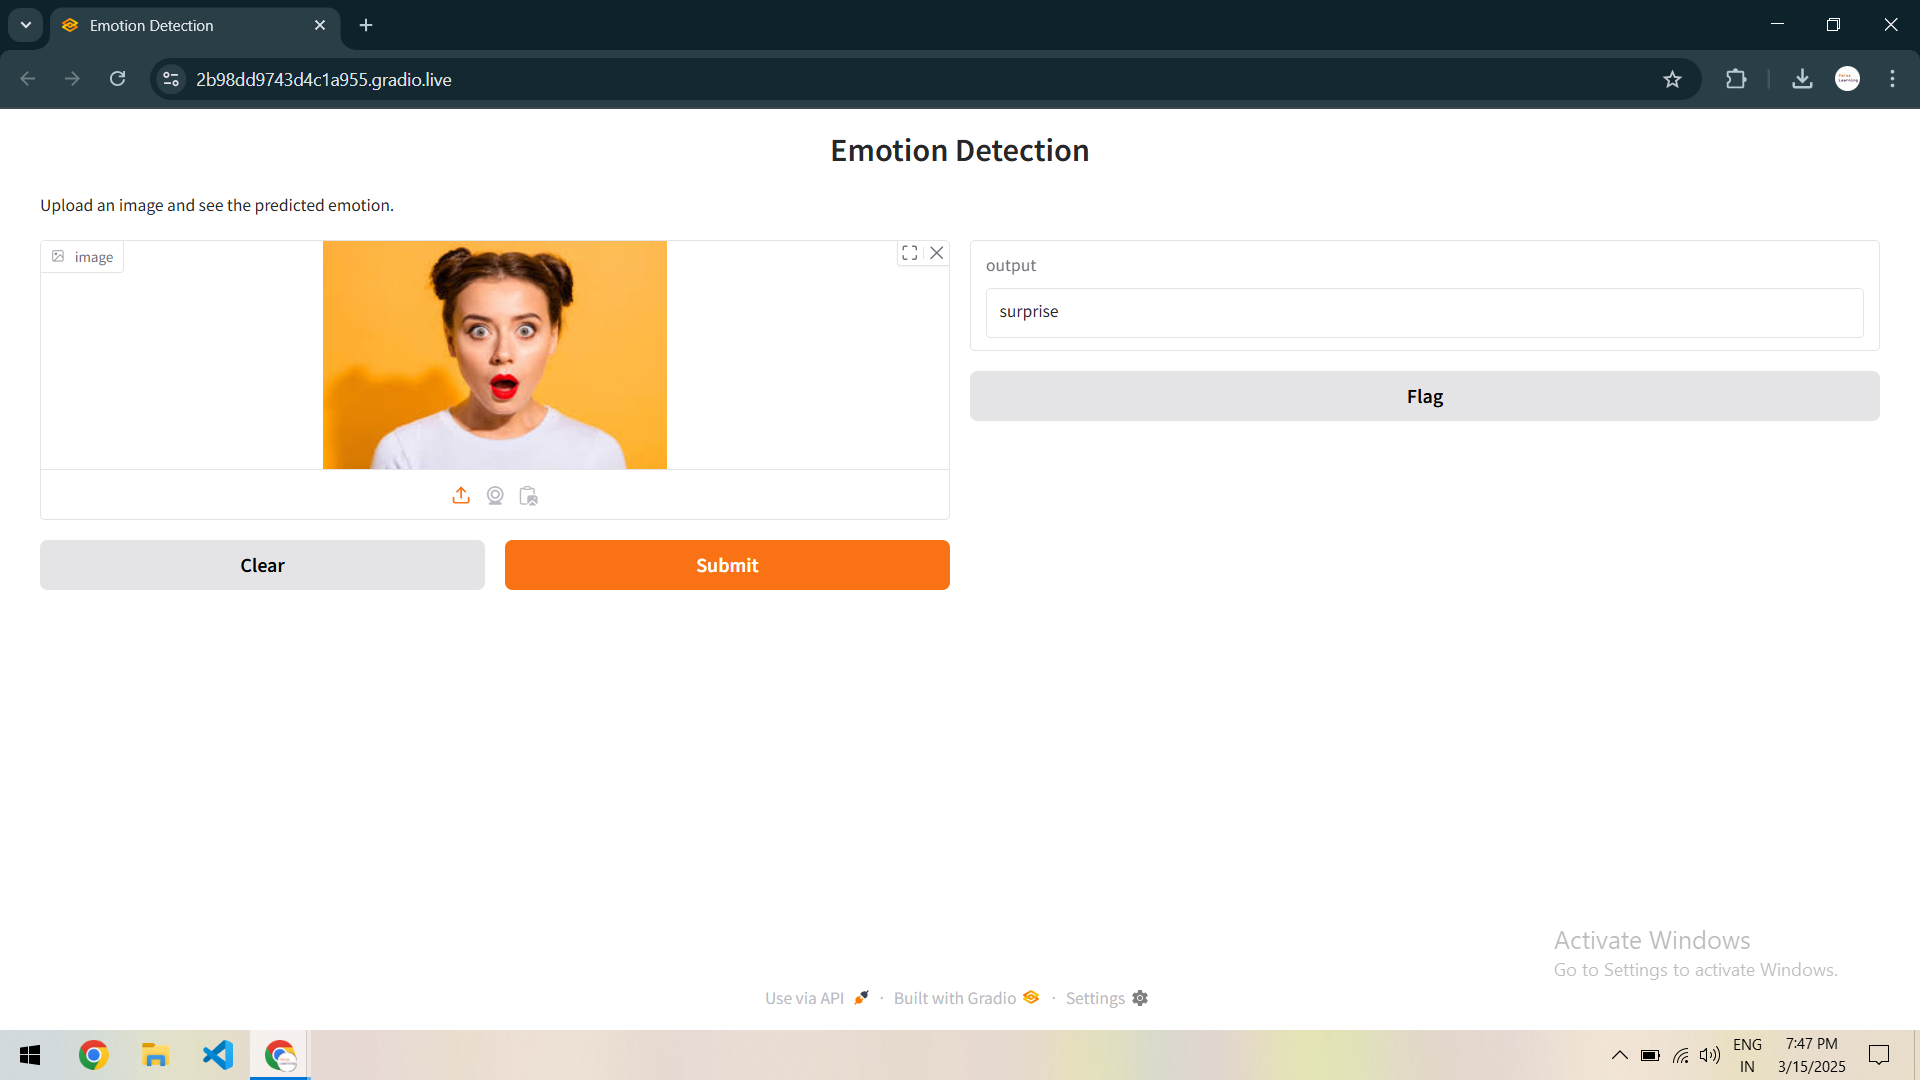 Emotion Detection
2b98dd9743d4c1a955.gradio.live
Emotion Detection
Upload an image and see the predicted emotion.
image
output
surprise
Flag
Clear
Submit
Activate Windows
Go to Settings to activate Windows.
Use via API · Built with Gradio · Settings
ENG
IN
7:47 PM
3/15/2025